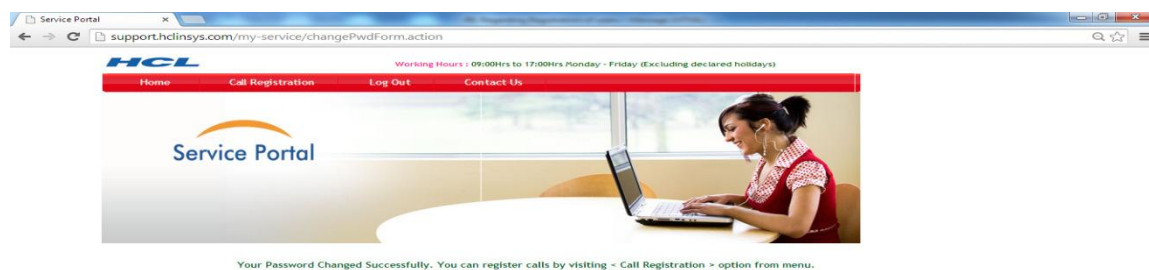 Service Portal
support.hclinsys.com/my-service/changePwdForm.action
HCL
Working Hours : 09:00Hrs to 17:00Hrs Monday - Friday (Excluding declared holidays)
Home Call Registration Log Out Contact Us
Service Portal
Your Password Changed Successfully. You can register calls by visiting < Call Registration > option from menu.